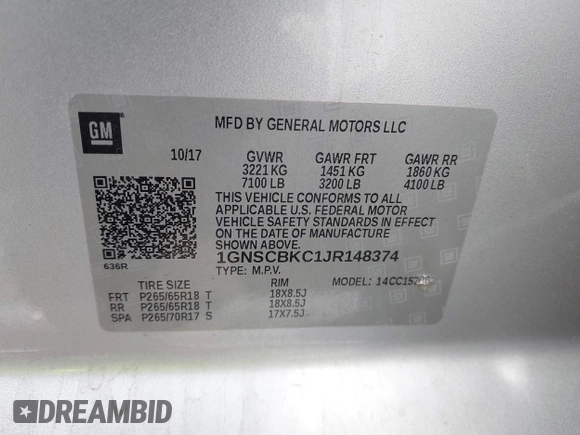 GM
MFD BY GENERAL MOTORS LLC
10/17 GVWR GAWR FRT GAWR RR
3221 KG 1451 KG 1860 KG
7100 LB 3200 LB 4100 LB
THIS VEHICLE CONFORMS TO ALL
APPLICABLE U.S. FEDERAL MOTOR
VEHICLE SAFETY STANDARDS IN EFFECT
ON THE DATE OF MANUFACTURE
SHOWN ABOVE.
636R
1GNSCBKC1JR148374
TYPE: M.P.V.
MODEL:
TIRE SIZE RIM
FRT P265/65R18 T 18X8.5J
RR P265/65R18 T 18X8.5J
SPA P265/70R17 S 17X7.5J
DREAMBID